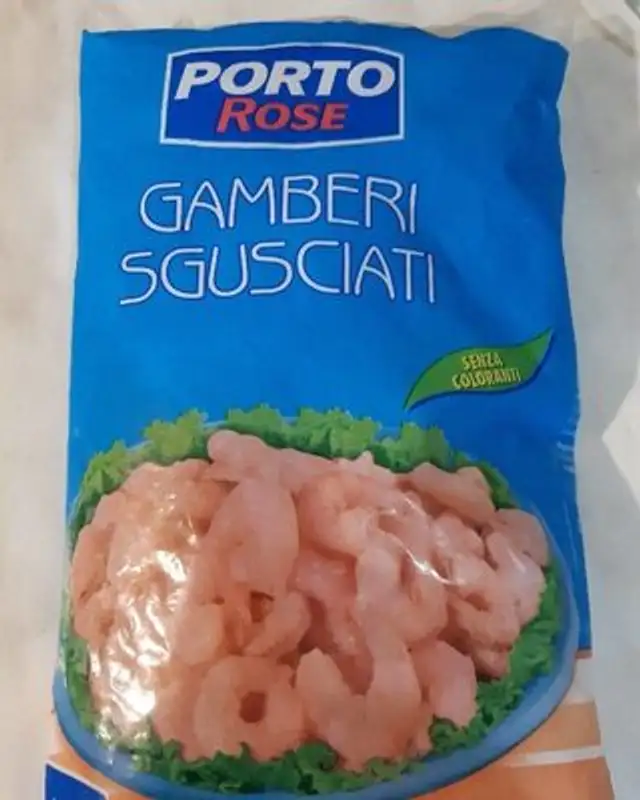 PORTO
ROSE
GAMBERI
SGUSCIATI
SENZA
COLORANTI